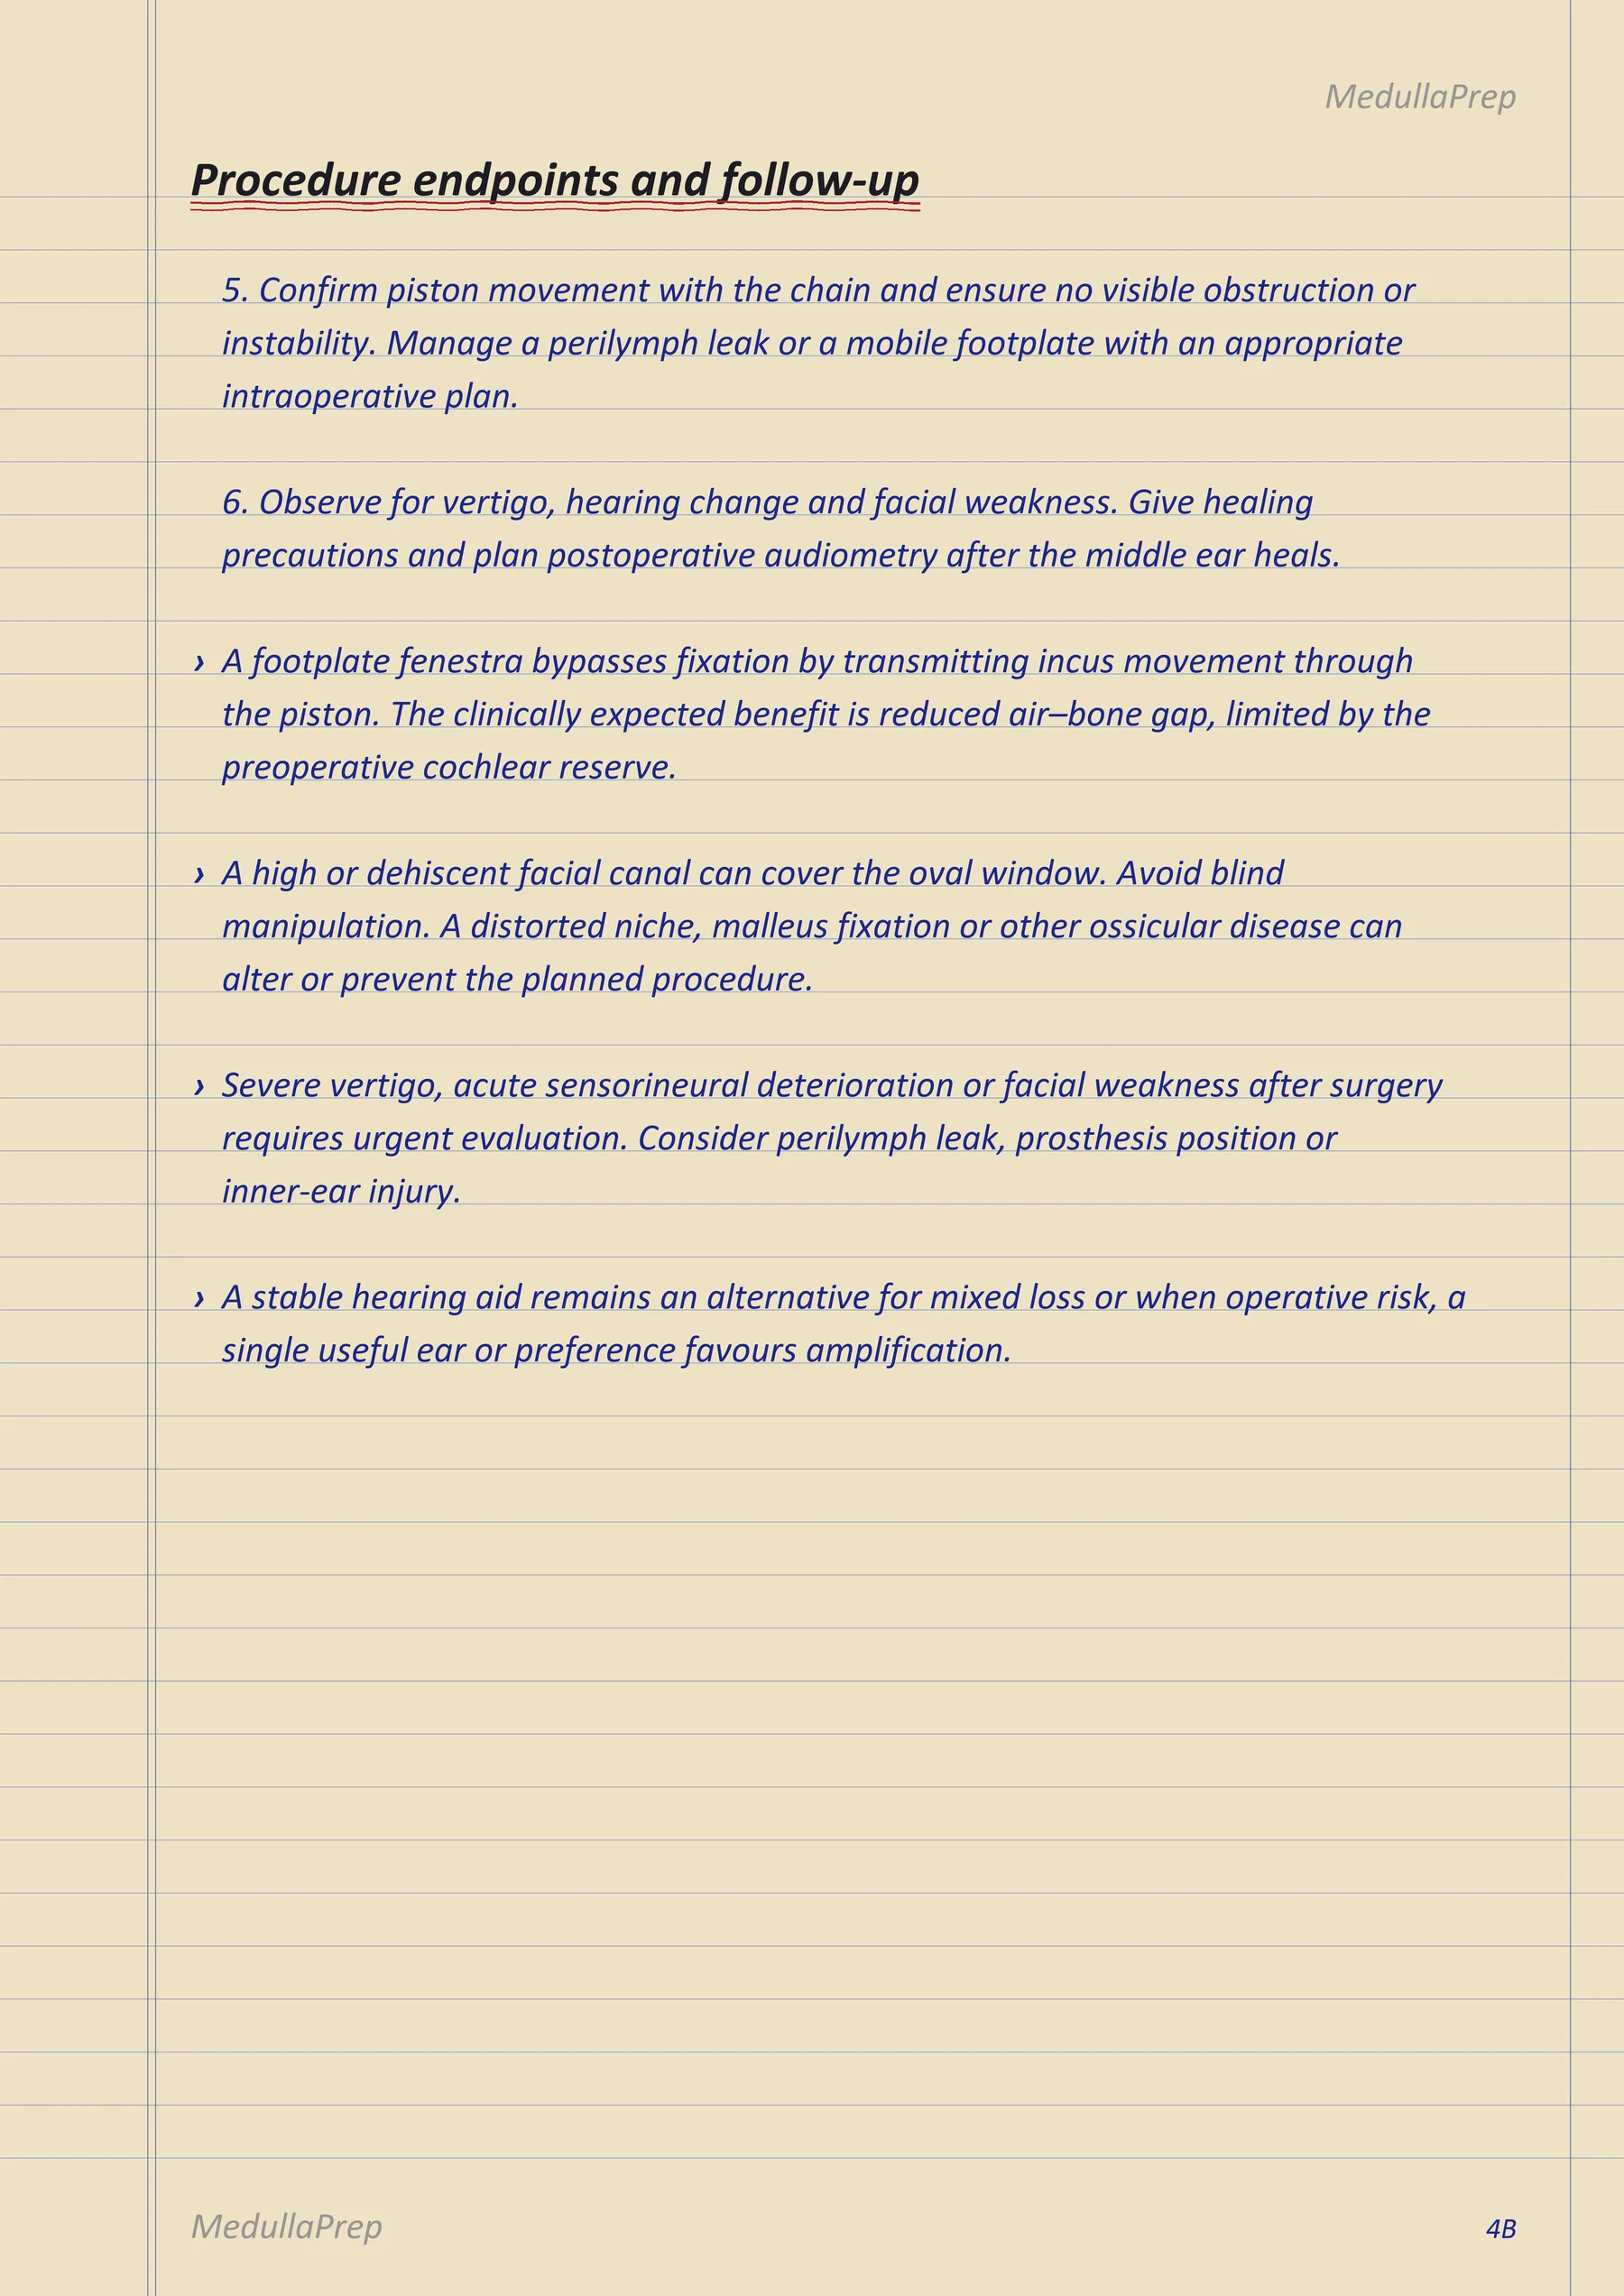 MedullaPrep
Procedure endpoints and follow-up
5. Confirm piston movement with the chain and ensure no visible obstruction or
instability. Manage a perilymph leak or a mobile footplate with an appropriate
intraoperative plan.
6. Observe for vertigo, hearing change and facial weakness. Give healing
precautions and plan postoperative audiometry after the middle ear heals.
› A footplate fenestra bypasses fixation by transmitting incus movement through
the piston. The clinically expected benefit is reduced air–bone gap, limited by the
preoperative cochlear reserve.
› A high or dehiscent facial canal can cover the oval window. Avoid blind
manipulation. A distorted niche, malleus fixation or other ossicular disease can
alter or prevent the planned procedure.
› Severe vertigo, acute sensorineural deterioration or facial weakness after surgery
requires urgent evaluation. Consider perilymph leak, prosthesis position or
inner-ear injury.
› A stable hearing aid remains an alternative for mixed loss or when operative risk, a
single useful ear or preference favours amplification.
MedullaPrep
4B